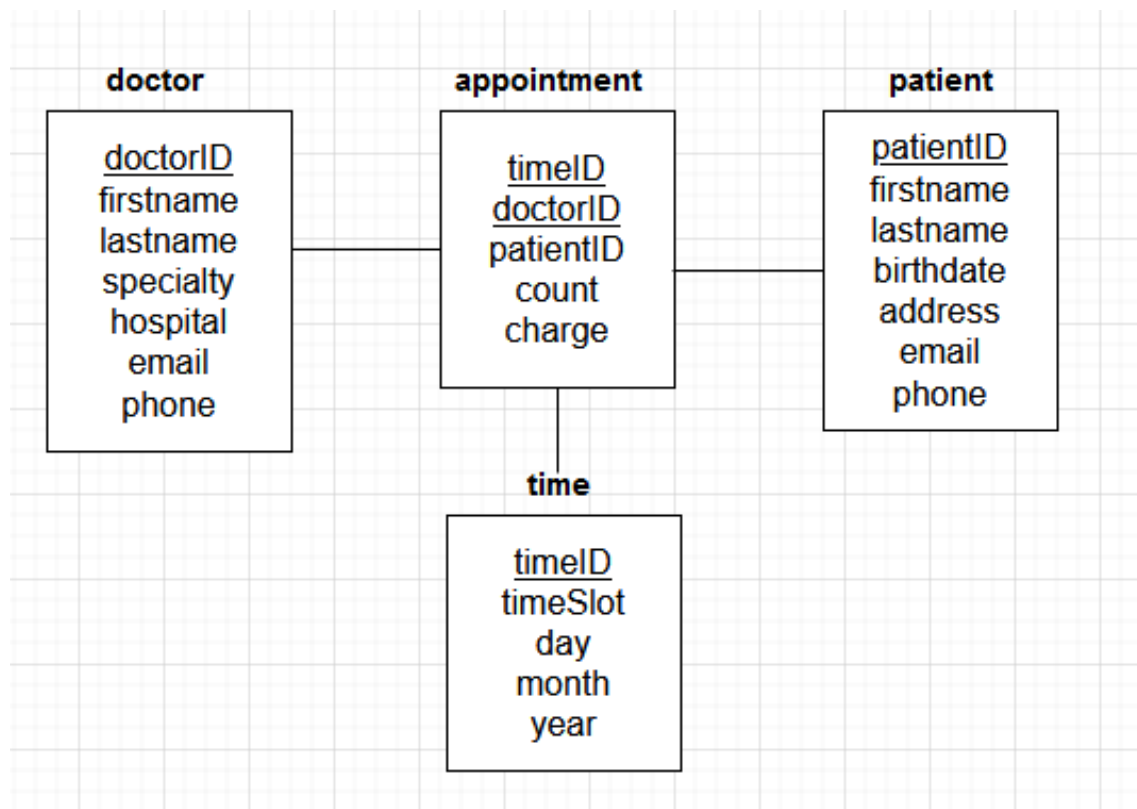 doctor
doctorID
firstname
lastname
specialty
hospital
email
phone
appointment
timeID
doctorID
patientID
count
charge
patient
patientID
firstname
lastname
birthdate
address
email
phone
time
timeID
timeSlot
day
month
year